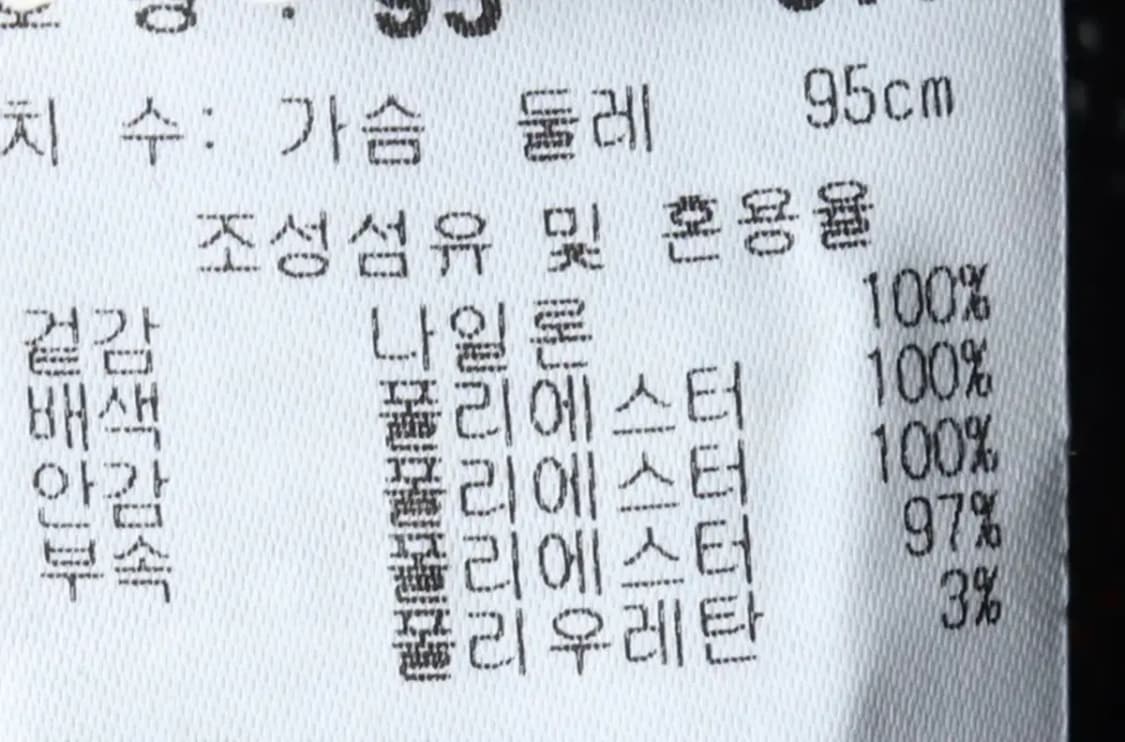 치 수: 가슴 둘레 95cm
조성섬유 및 혼용율
겉감 나일론 100%
배색 폴리에스터 100%
안감 폴리에스터 100%
부속 폴리에스터 97%
폴리우레탄 3%